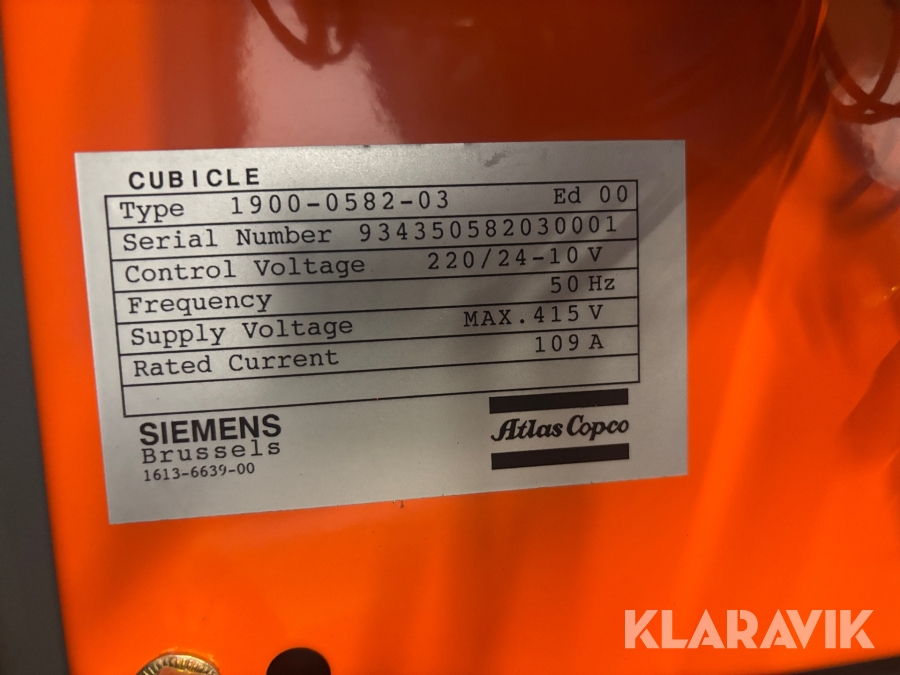 CUBICLE
Type 1900-0582-03 Ed 00
Serial Number 934350582030001
Control Voltage 220/24-10 V
Frequency 50 Hz
Supply Voltage MAX.415 V
Rated Current 109 A
SIEMENS
Brussels
1613-6639-00
Atlas Copco
KLARAVIK